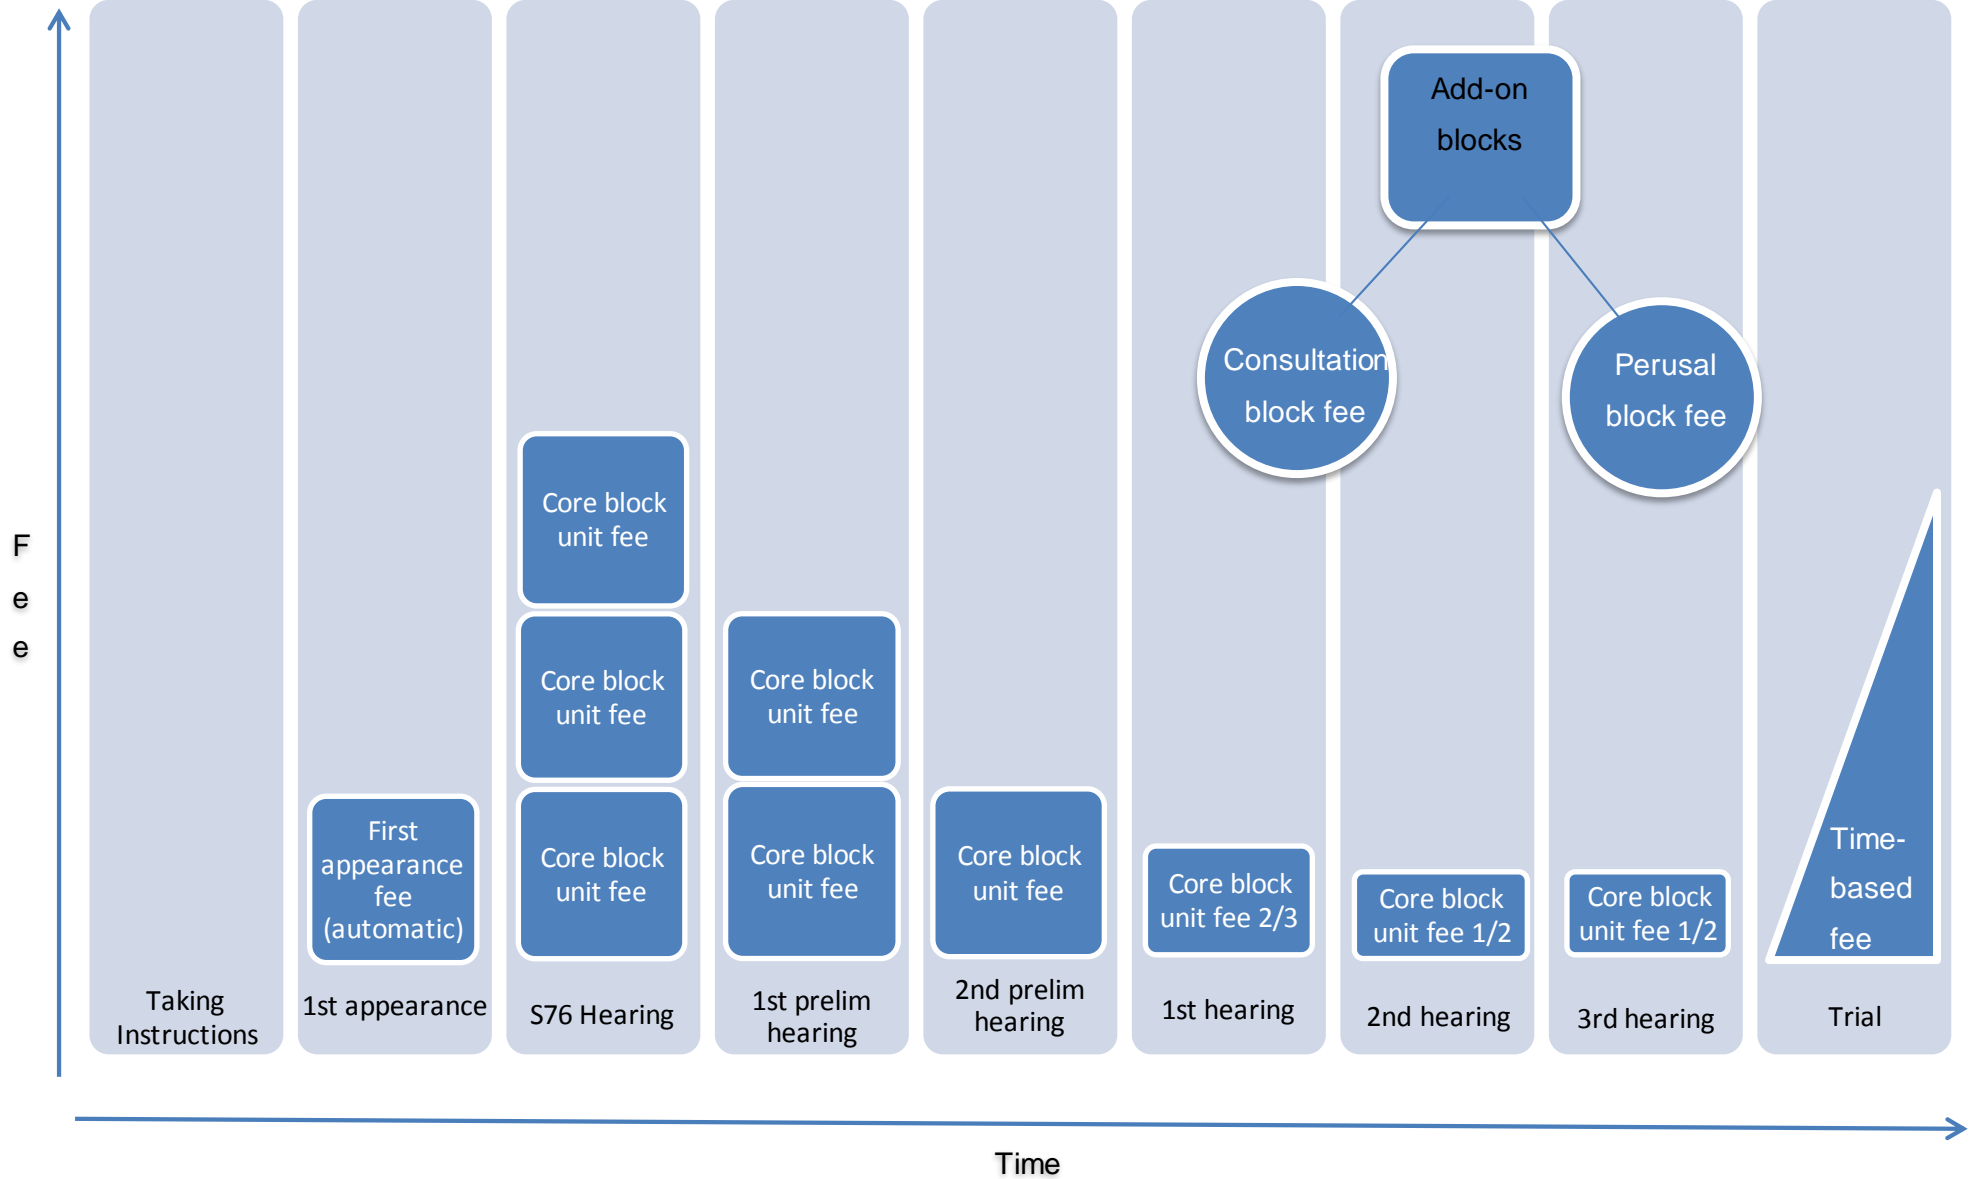 Add-on
blocks
Consultation
block fee
Perusal
block fee
F
e
e
Core block
unit fee
Core block
unit fee
Core block
unit fee
Core block
unit fee
Core block
unit fee
Core block
unit fee
First
appearance
fee
(automatic)
Core block
unit fee 2/3
Core block
unit fee 1/2
Core block
unit fee 1/2
Time-
based
fee
Taking
Instructions
1st appearance
S76 Hearing
1st prelim
hearing
2nd prelim
hearing
1st hearing
2nd hearing
3rd hearing
Trial
Time